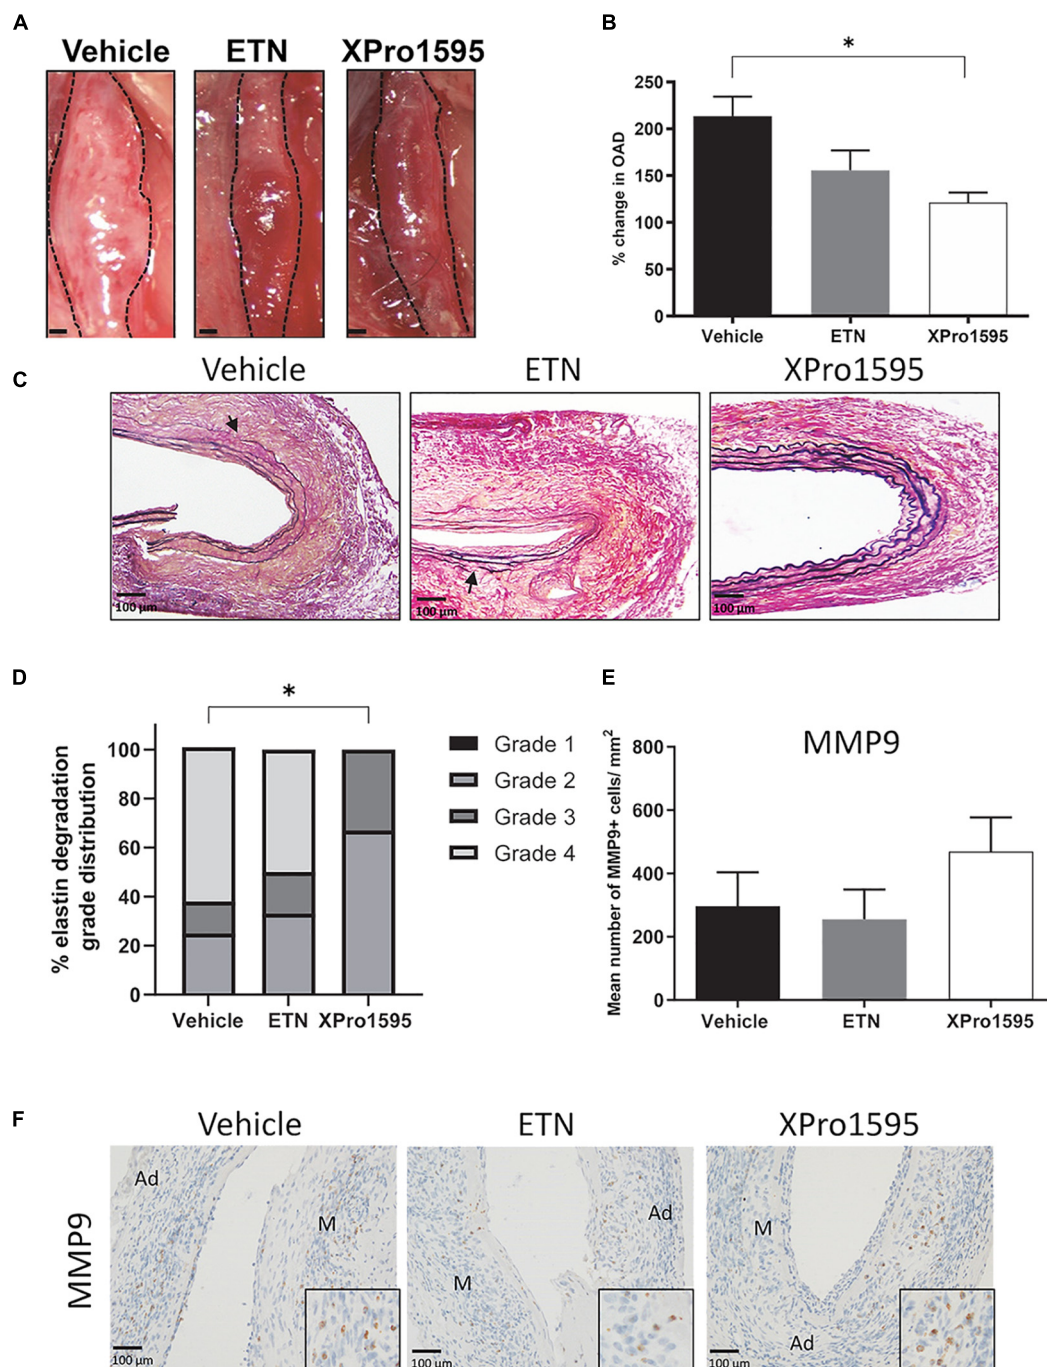 A
Vehicle ETN XPro1595
B
*
% change in OAD
250
200
150
100
50
0
Vehicle ETN XPro1595
C
Vehicle ETN XPro1595
100 µm
100 µm
100 µm
D
*
% elastin degradation
grade distribution
100
80
60
40
20
0
Vehicle ETN XPro1595
Grade 1
Grade 2
Grade 3
Grade 4
E
MMP9
Mean number of MMP9+ cells/ mm²
800
600
400
200
0
Vehicle ETN XPro1595
F
Vehicle ETN XPro1595
MMP9
Ad
M
100 µm
Ad
M
100 µm
M
Ad
100 µm